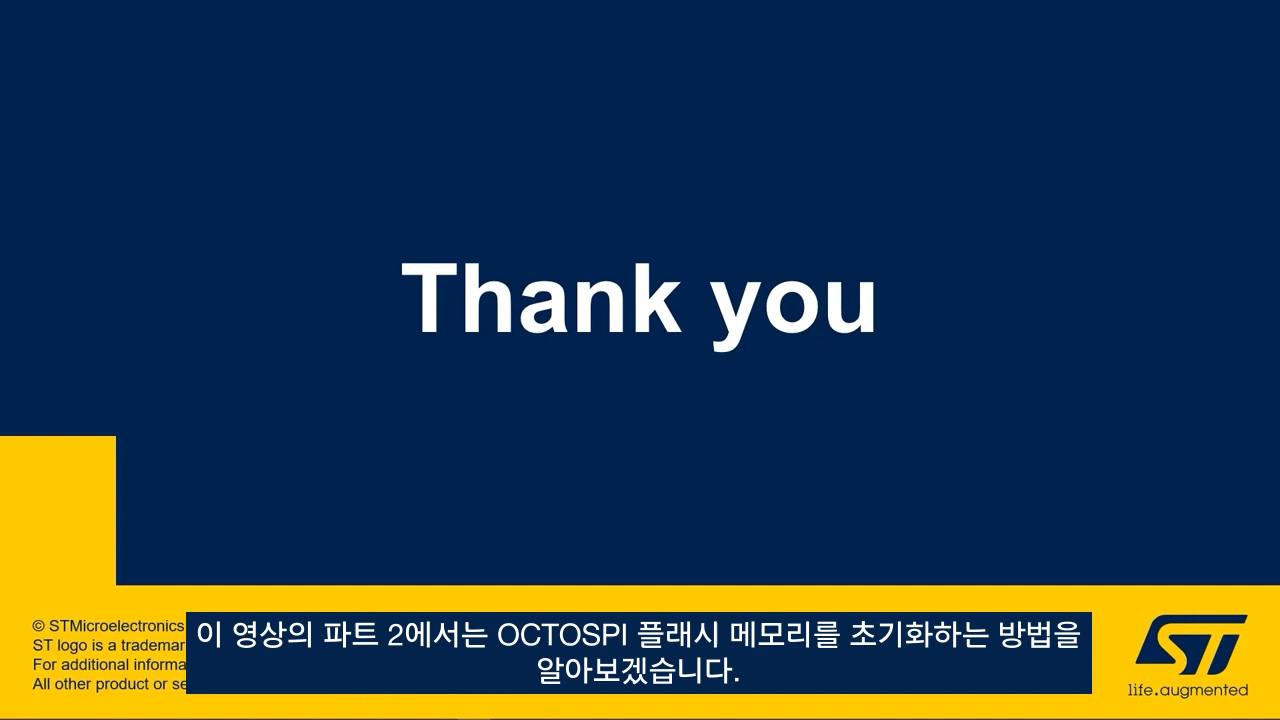 Thank you
© STMicroelectronics
ST logo is a trademar
For additional informa
All other product or se
이 영상의 파트 2에서는 OCTOSPI 플래시 메모리를 초기화하는 방법을
알아보겠습니다.
ST
life.augmented